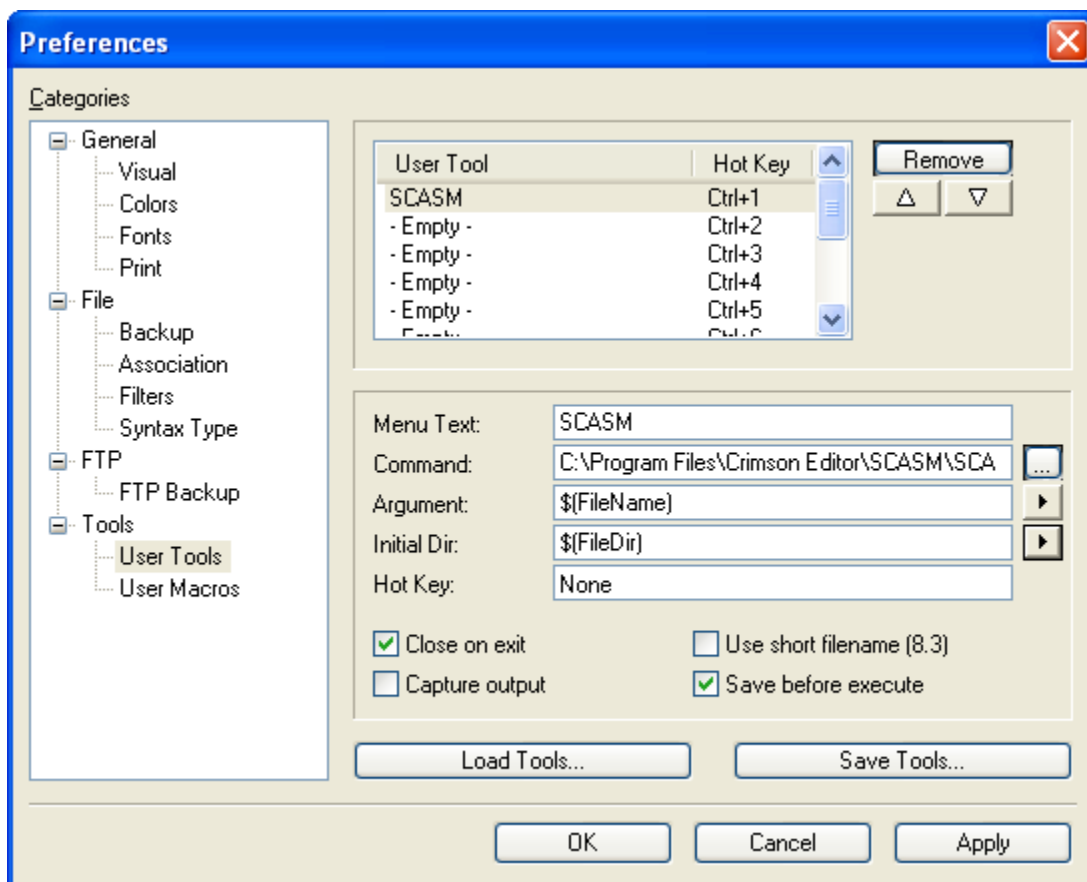 Preferences
Categories
General
Visual
Colors
Fonts
Print
File
Backup
Association
Filters
Syntax Type
FTP
FTP Backup
Tools
User Tools
User Macros
User Tool Hot Key
SCASM Ctrl+1
- Empty - Ctrl+2
- Empty - Ctrl+3
- Empty - Ctrl+4
- Empty - Ctrl+5
Remove
Menu Text: SCASM
Command: C:\Program Files\Crimson Editor\SCASM\SCA ...
Argument: $(FileName)
Initial Dir: $(FileDir)
Hot Key: None
Close on exit Use short filename (8.3)
Capture output Save before execute
Load Tools... Save Tools...
OK Cancel Apply